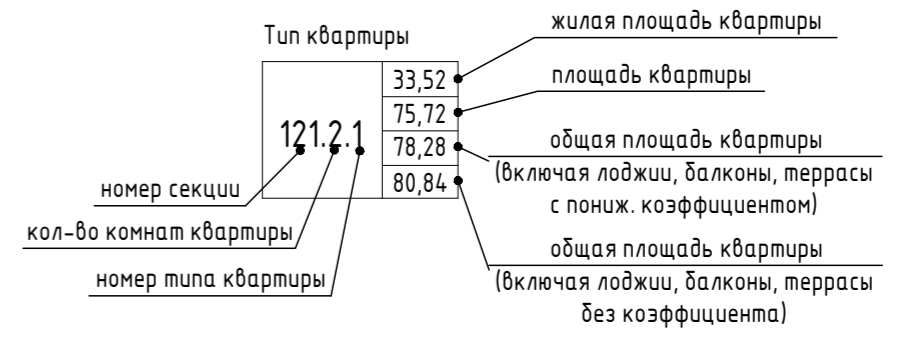 Тип квартиры
121.2.1
33,52
75,72
78,28
80,84
номер секции
кол-во комнат квартиры
номер типа квартиры
жилая площадь квартиры
площадь квартиры
общая площадь квартиры
(включая лоджии, балконы, террасы
с пониж. коэффициентом)
общая площадь квартиры
(включая лоджии, балконы, террасы
без коэффициента)